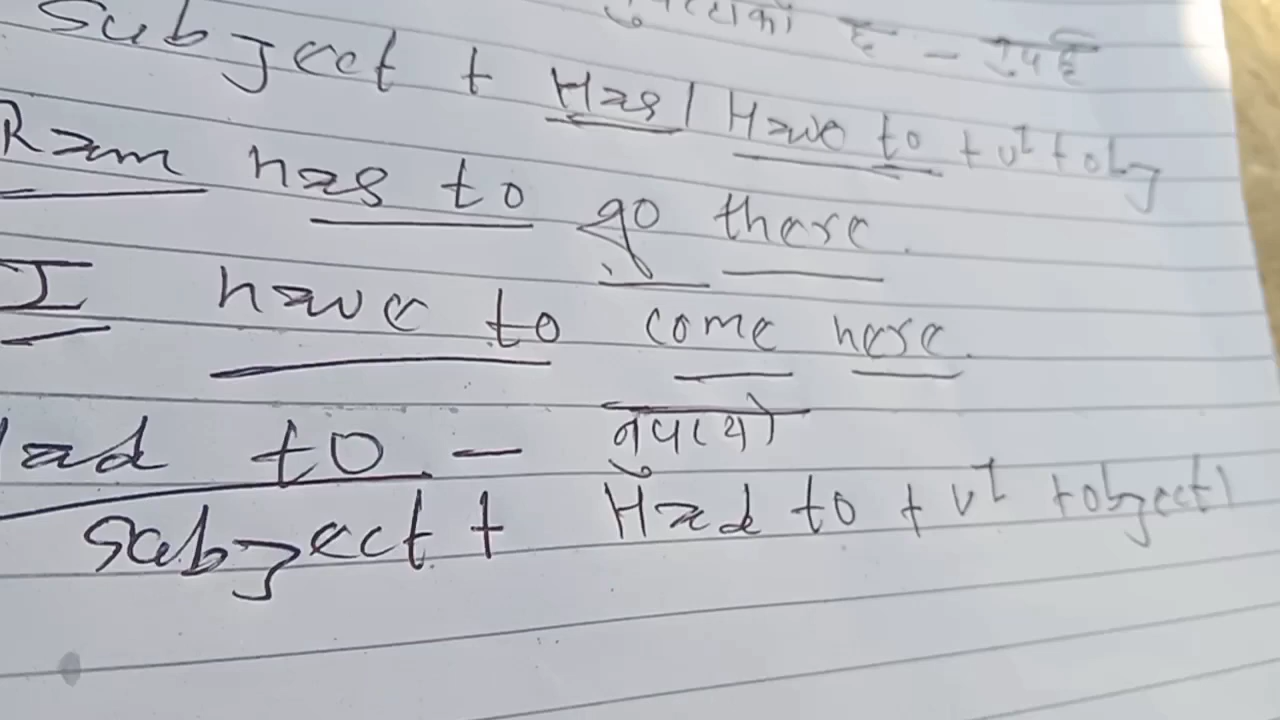 है -
Subject + Has / Have to + v1 + obj
Ram has to go there.
I have to come here.
Had to -
Subject + Had to + v1 + object